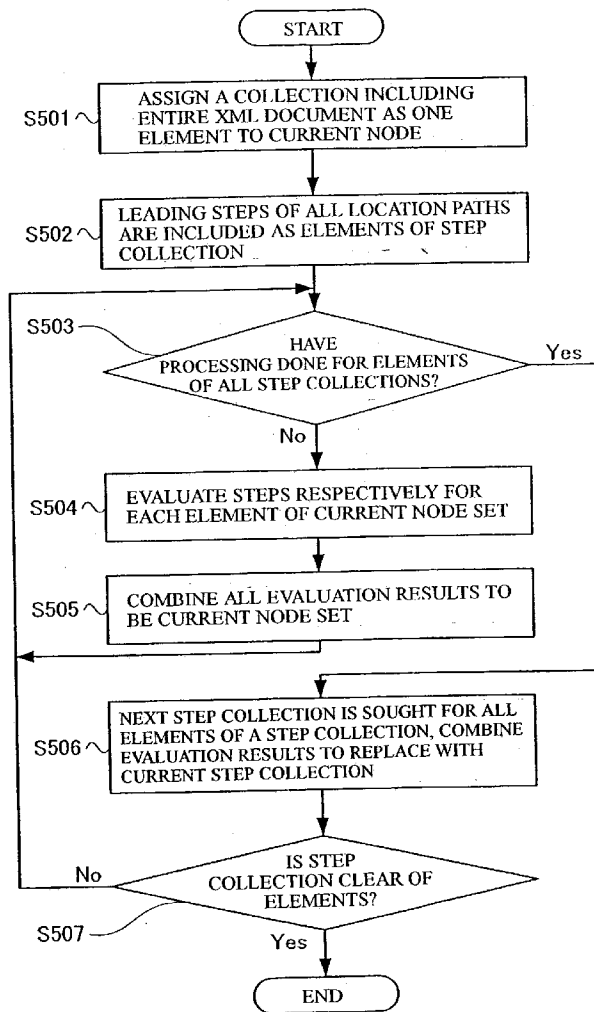 START
S501
ASSIGN A COLLECTION INCLUDING
ENTIRE XML DOCUMENT AS ONE
ELEMENT TO CURRENT NODE
S502
LEADING STEPS OF ALL LOCATION PATHS
ARE INCLUDED AS ELEMENTS OF STEP
COLLECTION
S503
HAVE
PROCESSING DONE FOR ELEMENTS
OF ALL STEP COLLECTIONS?
Yes
No
S504
EVALUATE STEPS RESPECTIVELY FOR
EACH ELEMENT OF CURRENT NODE SET
S505
COMBINE ALL EVALUATION RESULTS TO
BE CURRENT NODE SET
S506
NEXT STEP COLLECTION IS SOUGHT FOR ALL
ELEMENTS OF A STEP COLLECTION, COMBINE
EVALUATION RESULTS TO REPLACE WITH
CURRENT STEP COLLECTION
No
IS STEP
COLLECTION CLEAR OF
ELEMENTS?
S507
Yes
END